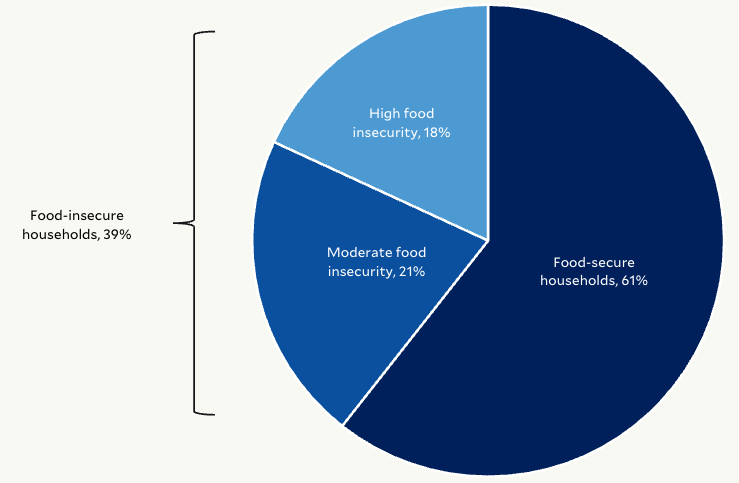 High food
insecurity, 18%
Food-insecure
households, 39%
Moderate food
insecurity, 21%
Food-secure
households, 61%